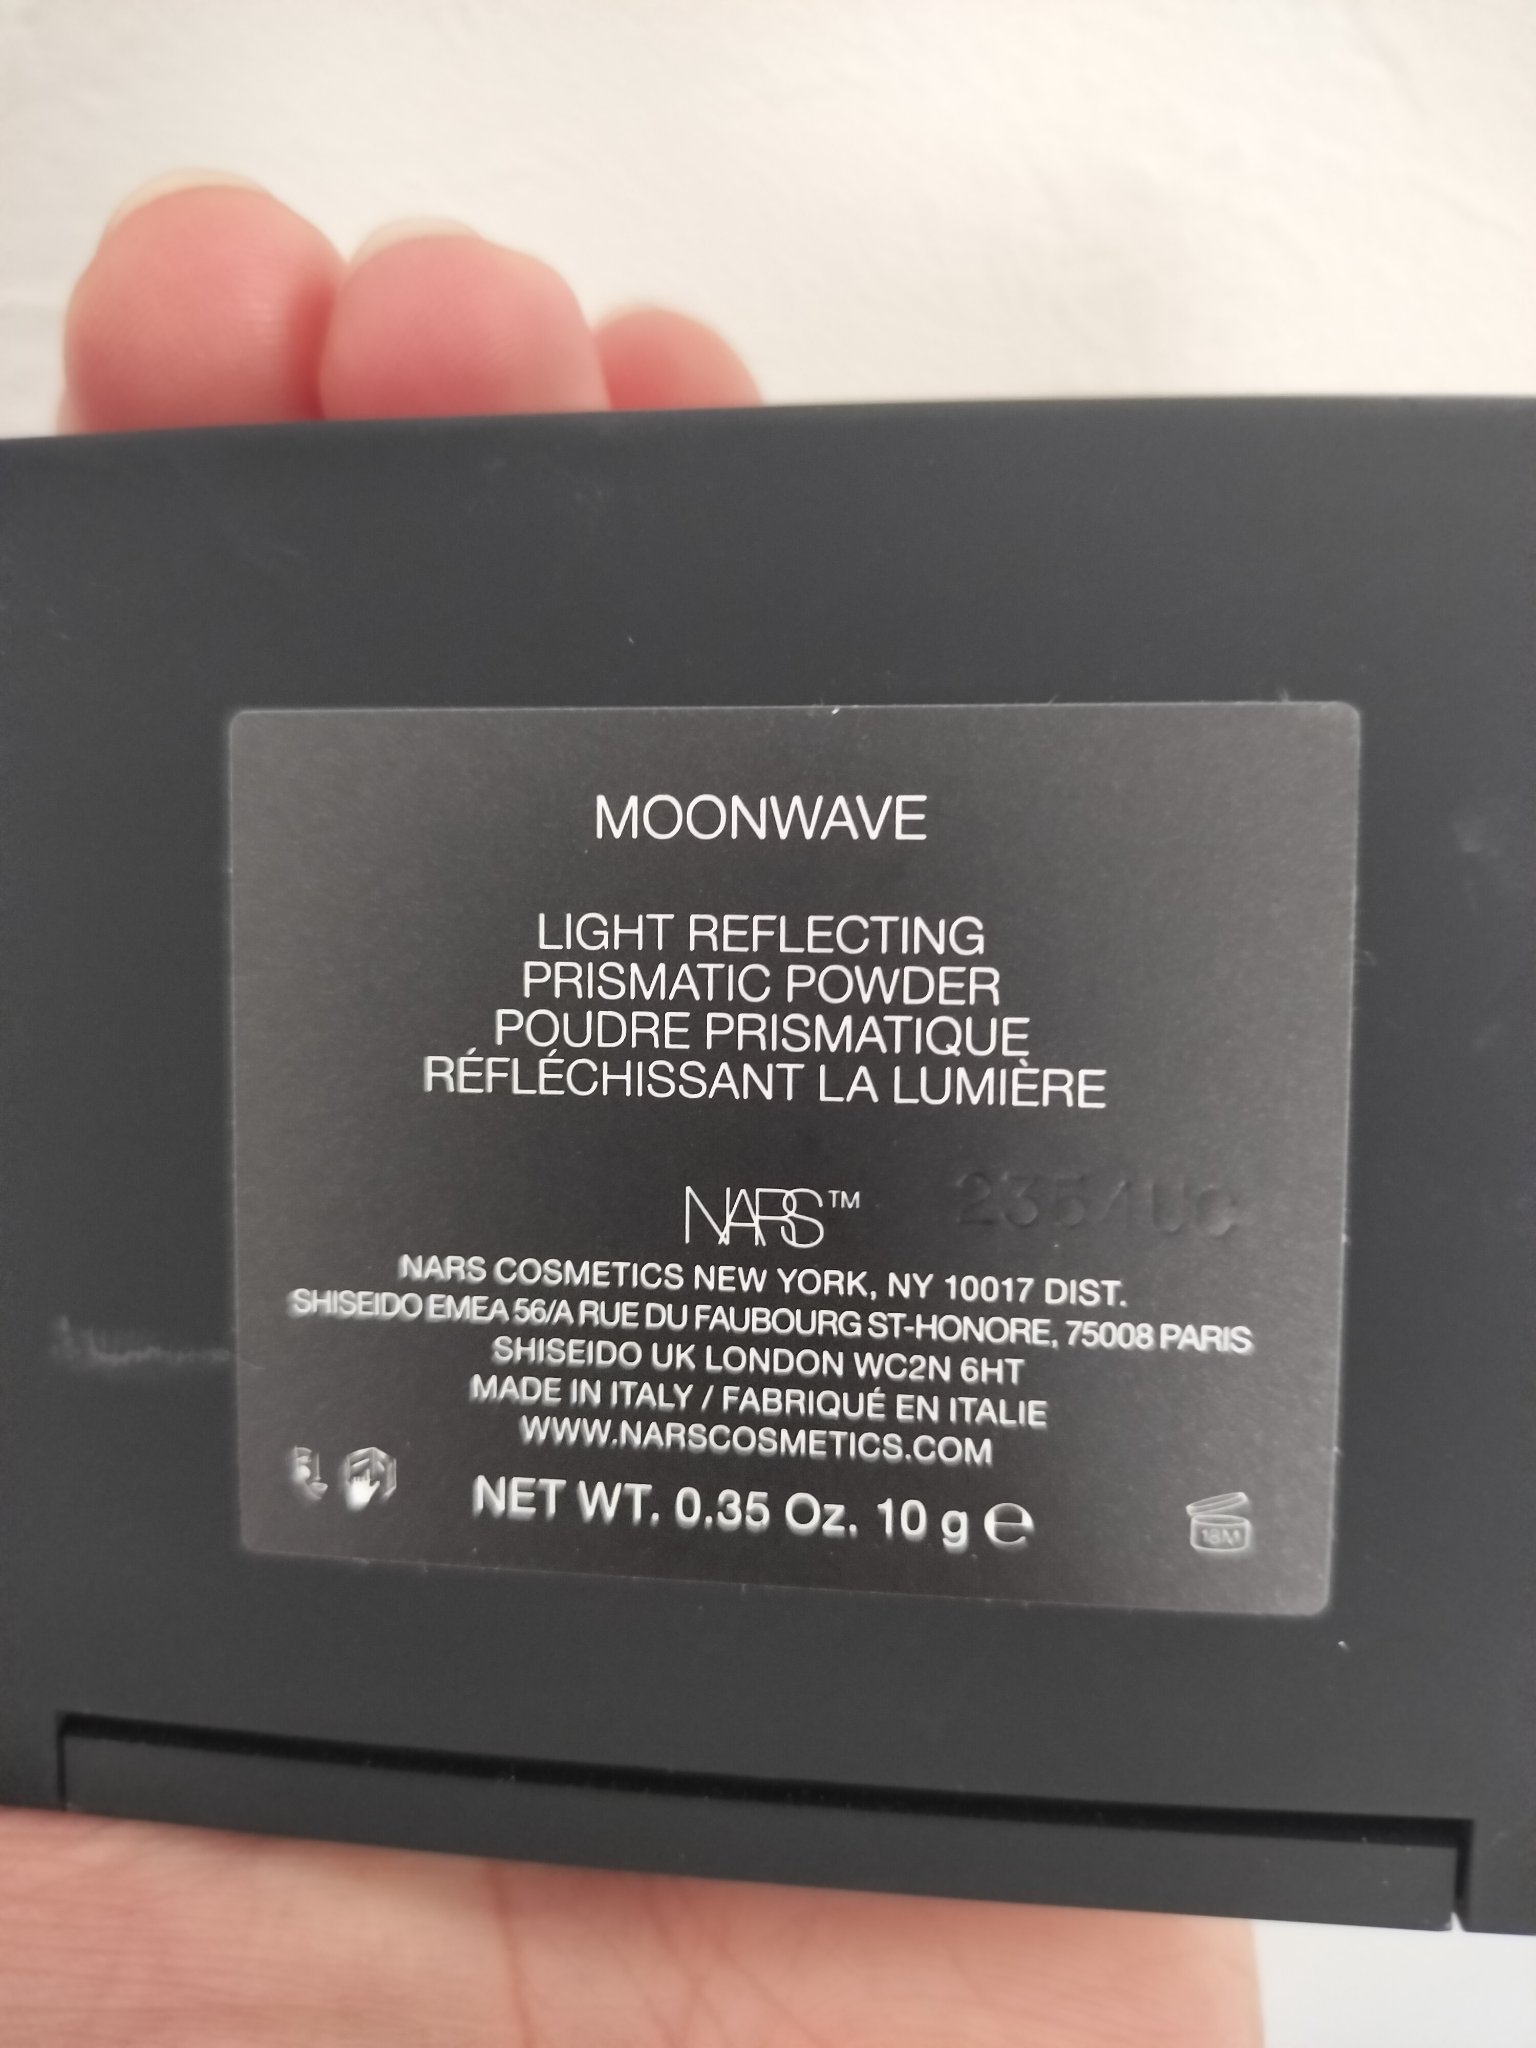 MOONWAVE
LIGHT REFLECTING
PRISMATIC POWDER
POUDRE PRISMATIQUE
RÉFLÉCHISSANT LA LUMIÈRE
NARS™
NARS COSMETICS NEW YORK, NY 10017 DIST.
SHISEIDO EMEA 56/A RUE DU FAUBOURG ST-HONORE, 75008 PARIS
SHISEIDO UK LONDON WC2N 6HT
MADE IN ITALY / FABRIQUÉ EN ITALIE
WWW.NARSCOSMETICS.COM
NET WT. 0.35 Oz. 10 g ℮
18M